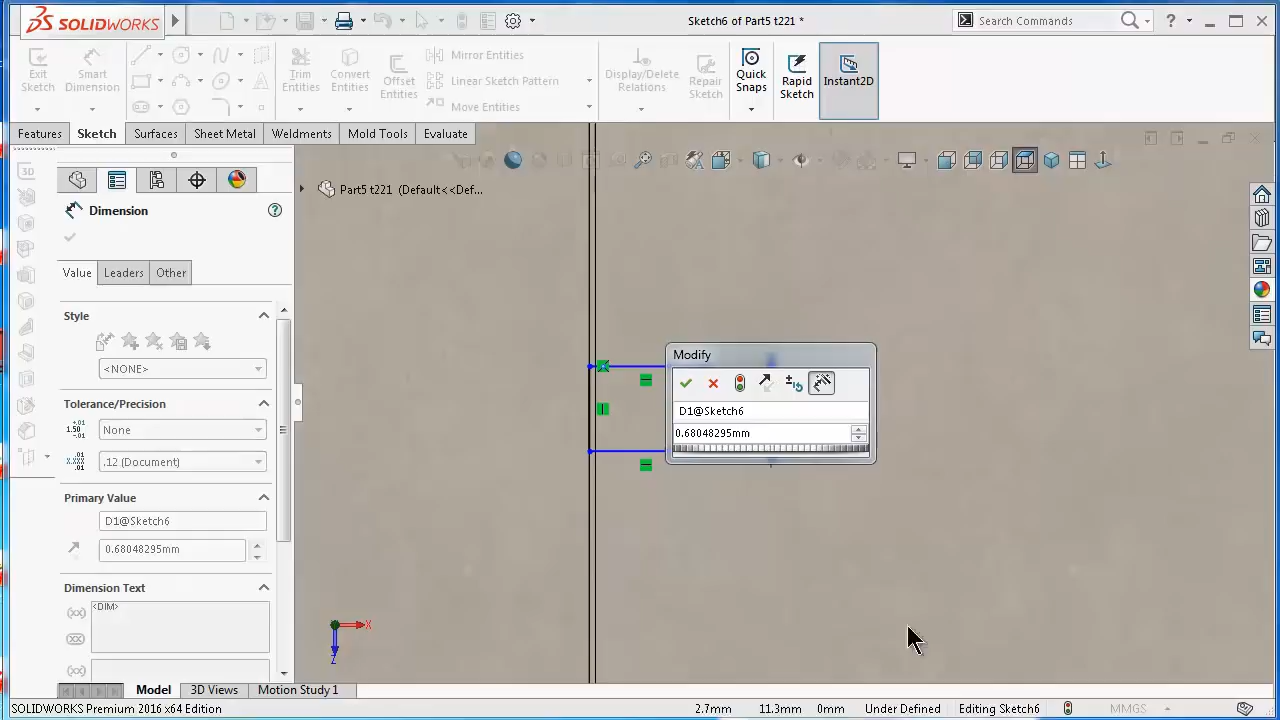 SOLIDWORKS
Sketch6 of Part5 t221 *
Search Commands
?
Exit Sketch
Smart Dimension
Trim Entities
Convert Entities
Offset Entities
Mirror Entities
Linear Sketch Pattern
Move Entities
Display/Delete Relations
Repair Sketch
Quick Snaps
Rapid Sketch
Instant2D
Features
Sketch
Surfaces
Sheet Metal
Weldments
Mold Tools
Evaluate
3D
Part5 t221 (Default<<Def...
Dimension
?
Value
Leaders
Other
Style
<NONE>
Tolerance/Precision
None
.12 (Document)
Primary Value
D1@Sketch6
0.68048295mm
Dimension Text
<DIM>
Modify
D1@Sketch6
0.68048295mm
X
Z
Model
3D Views
Motion Study 1
SOLIDWORKS Premium 2016 x64 Edition
2.7mm
11.3mm
0mm
Under Defined
Editing Sketch6
MMGS